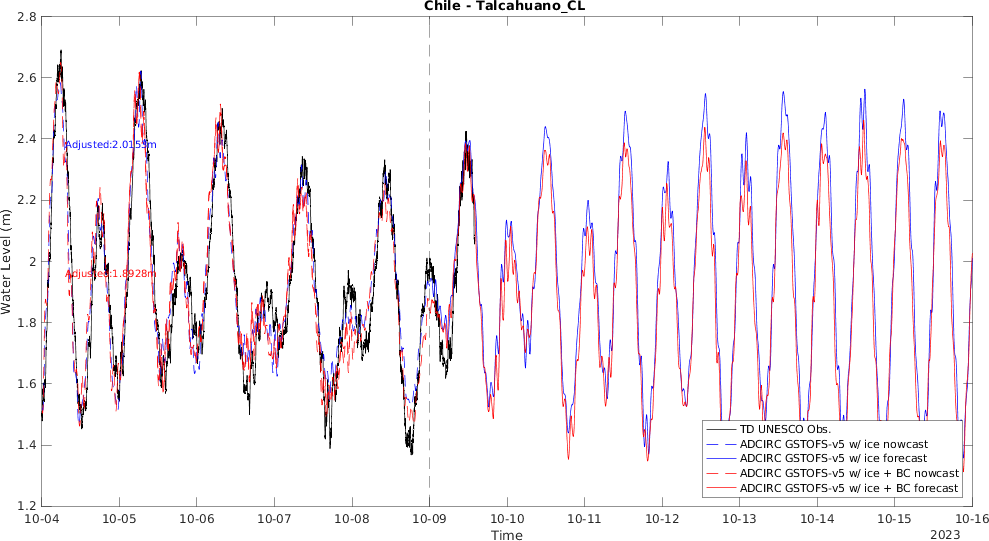 Chile - Talcahuano_CL
2.8
2.6
2.4
2.2
2
1.8
1.6
1.4
1.2
Water Level (m)
Adjusted:2.0153m
Adjusted:1.8928m
TD UNESCO Obs.
ADCIRC GSTOFS-v5 w/ ice nowcast
ADCIRC GSTOFS-v5 w/ ice forecast
ADCIRC GSTOFS-v5 w/ ice + BC nowcast
ADCIRC GSTOFS-v5 w/ ice + BC forecast
10-04 10-05 10-06 10-07 10-08 10-09 10-10 10-11 10-12 10-13 10-14 10-15 10-16
Time
2023